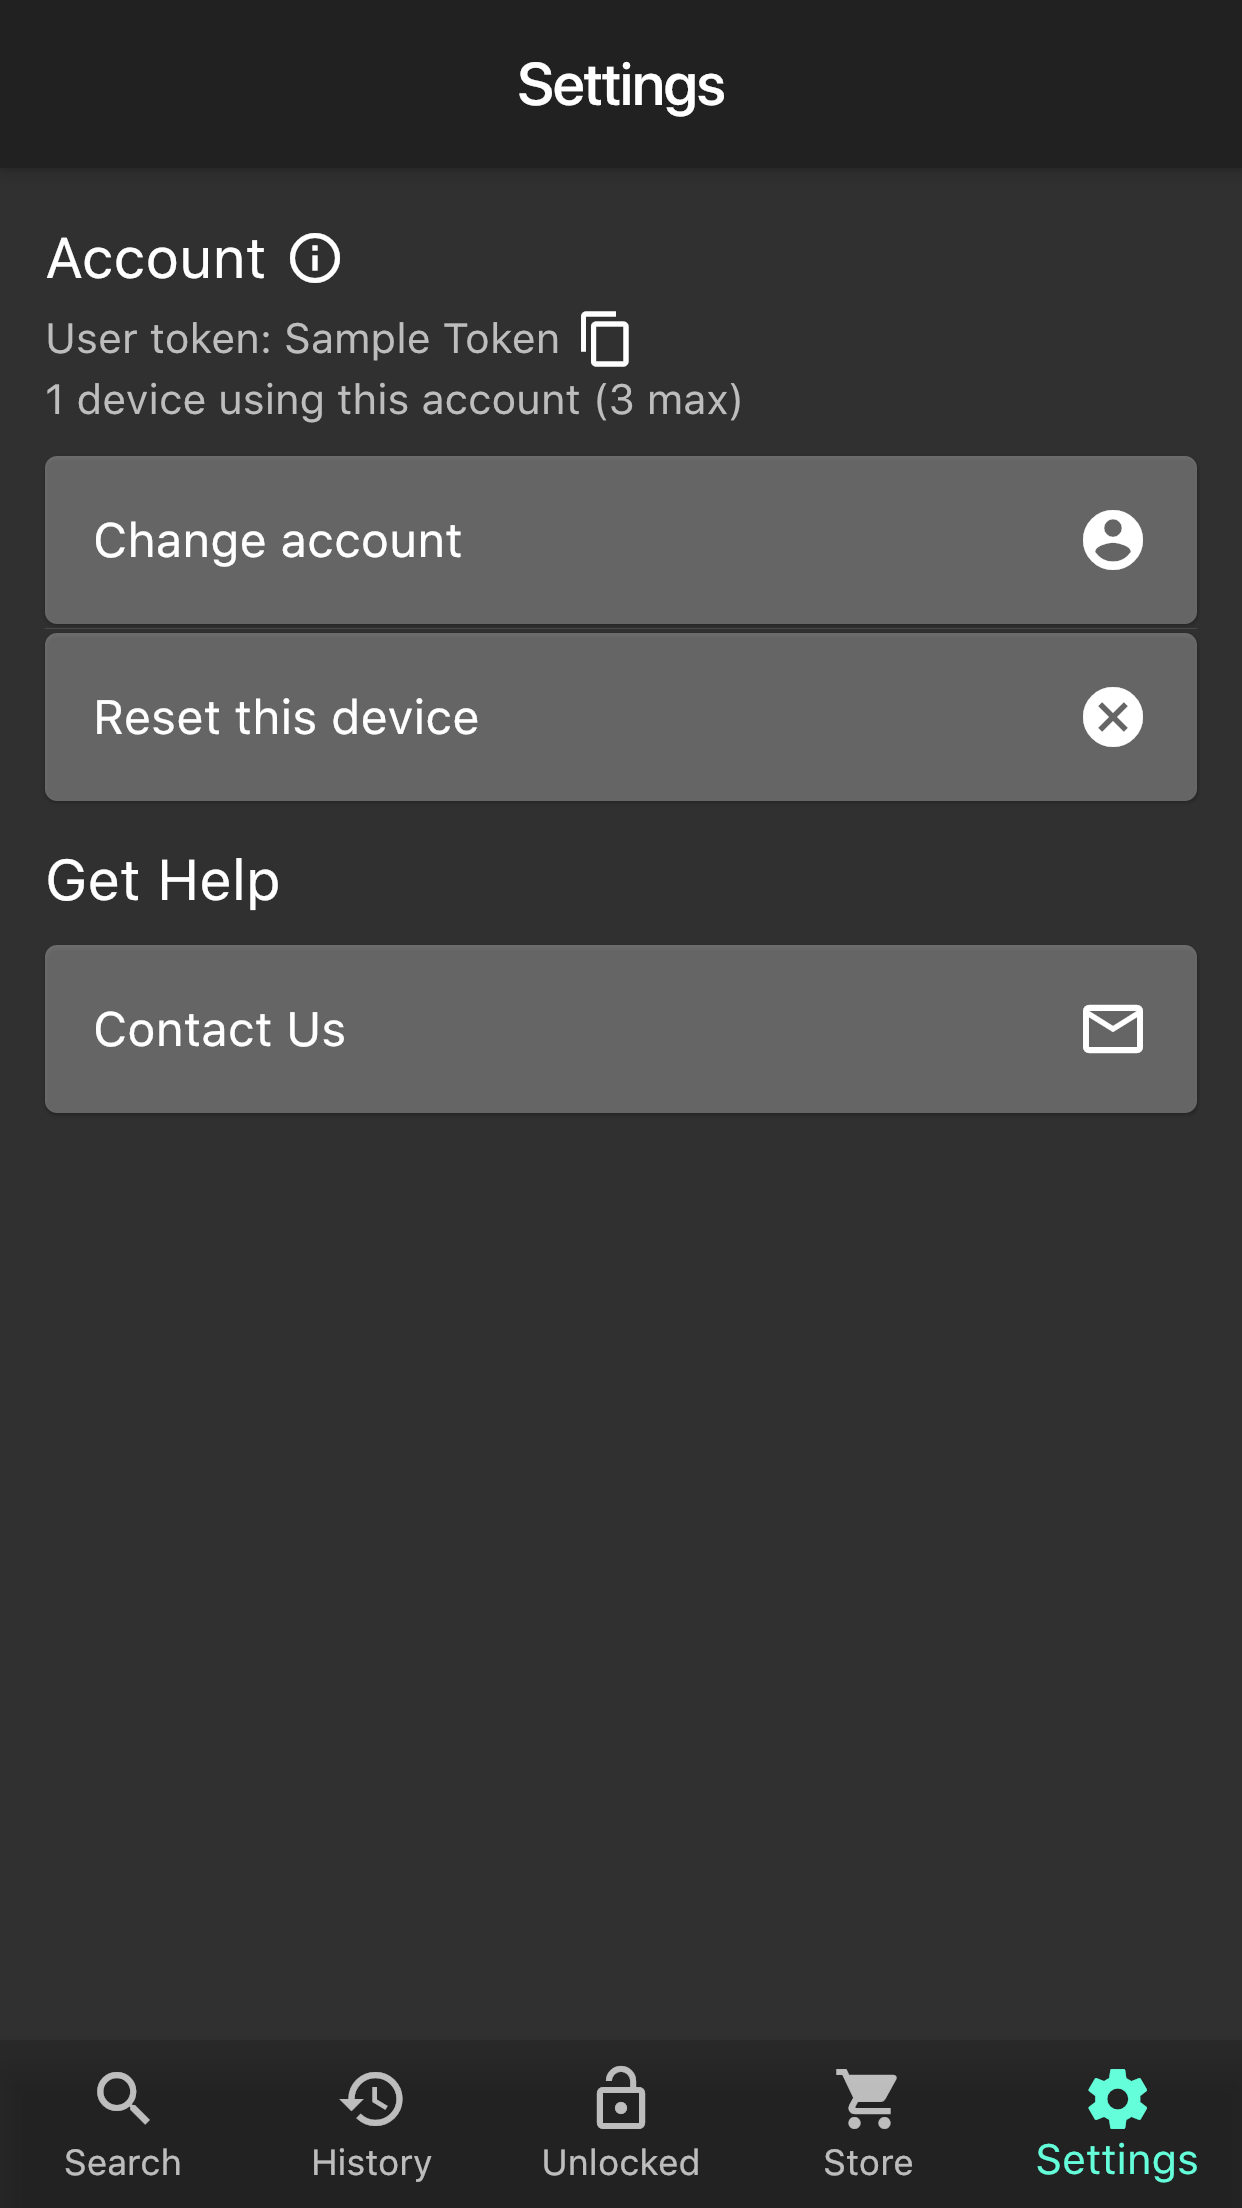 Settings
Account
User token: Sample Token
1 device using this account (3 max)
Change account
Reset this device
Get Help
Contact Us
Search
History
Unlocked
Store
Settings